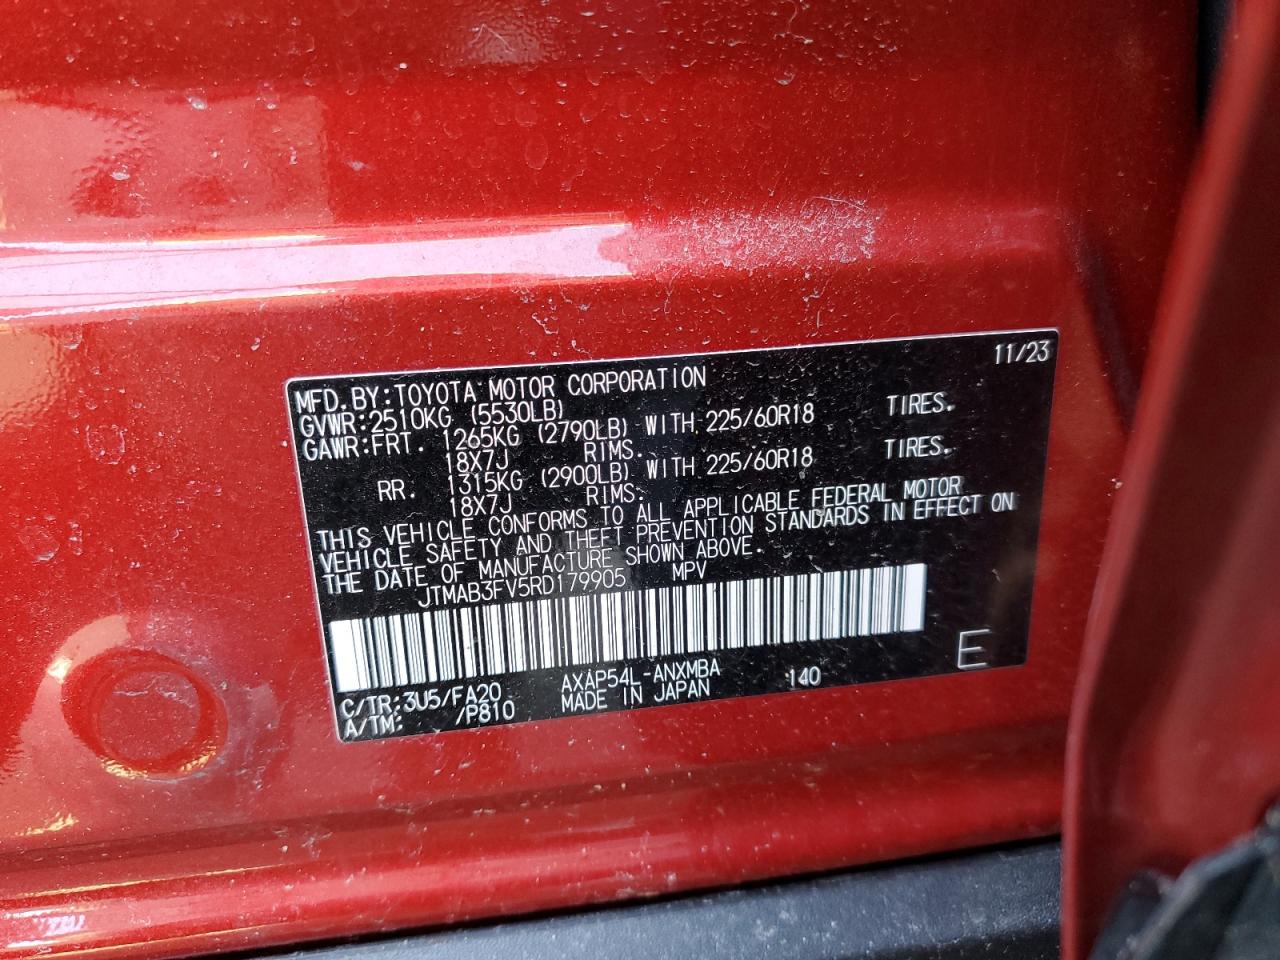 11/23
MFD.BY:TOYOTA MOTOR CORPORATION
GVWR:2510KG (5530LB)
GAWR:FRT. 1265KG (2790LB) WITH 225/60R18 TIRES.
18X7J RIMS.
RR. 1315KG (2900LB) WITH 225/60R18 TIRES.
18X7J RIMS.
THIS VEHICLE CONFORMS TO ALL APPLICABLE FEDERAL MOTOR
VEHICLE SAFETY AND THEFT PREVENTION STANDARDS IN EFFECT ON
THE DATE OF MANUFACTURE SHOWN ABOVE.
JTMAB3FV5RD179905 MPV
E
C/TR:3U5/FA20 AXAP54L-ANXMBA 140
A/TM: /P810 MADE IN JAPAN